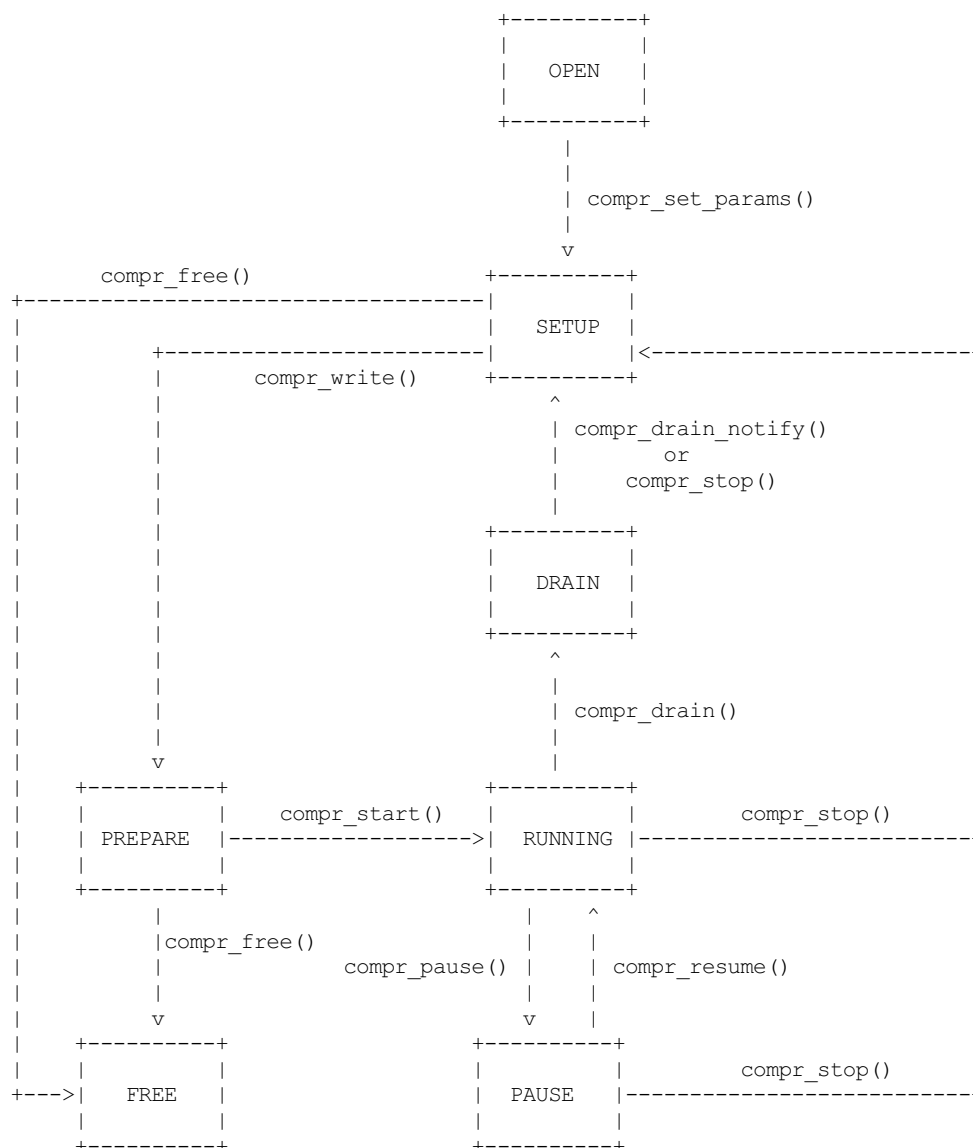 OPEN
compr_set_params()
compr_free()
SETUP
compr_write()
compr_drain_notify()
or
compr_stop()
DRAIN
compr_drain()
compr_start()
compr_stop()
PREPARE
RUNNING
compr_free()
compr_pause()
compr_resume()
compr_stop()
FREE
PAUSE